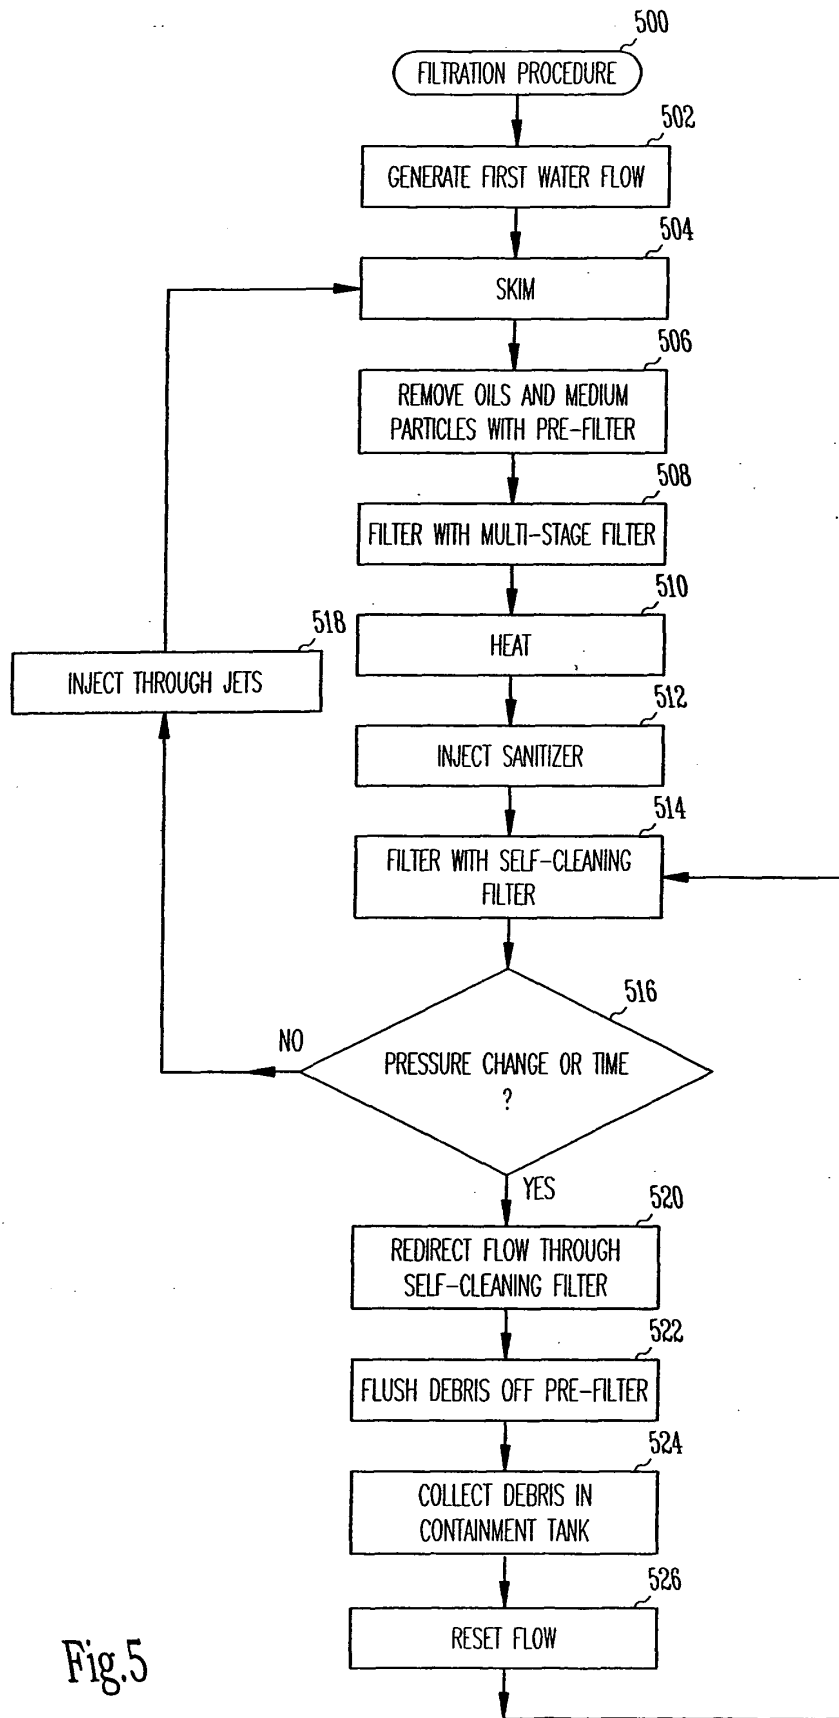 500
FILTRATION PROCEDURE
502
GENERATE FIRST WATER FLOW
504
SKIM
506
REMOVE OILS AND MEDIUM
PARTICLES WITH PRE-FILTER
508
FILTER WITH MULTI-STAGE FILTER
510
HEAT
518
INJECT THROUGH JETS
512
INJECT SANITIZER
514
FILTER WITH SELF-CLEANING
FILTER
516
NO
PRESSURE CHANGE OR TIME
?
YES
520
REDIRECT FLOW THROUGH
SELF-CLEANING FILTER
522
FLUSH DEBRIS OFF PRE-FILTER
524
COLLECT DEBRIS IN
CONTAINMENT TANK
526
RESET FLOW
Fig.5